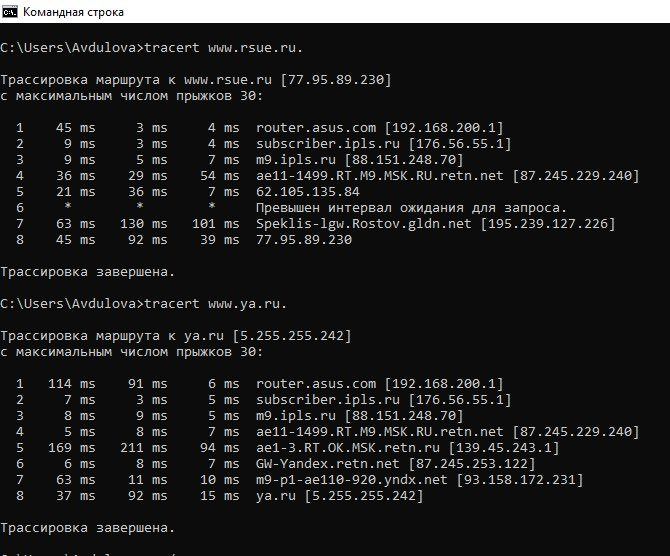 Командная строка
C:\Users\Avdulova>tracert www.rsue.ru.
Трассировка маршрута к www.rsue.ru [77.95.89.230]
с максимальным числом прыжков 30:
1 45 ms 3 ms 4 ms router.asus.com [192.168.200.1]
2 9 ms 3 ms 4 ms subscriber.ipls.ru [176.56.55.1]
3 9 ms 5 ms 7 ms m9.ipls.ru [88.151.248.70]
4 36 ms 29 ms 54 ms ae11-1499.RT.M9.MSK.RU.retn.net [87.245.229.240]
5 21 ms 36 ms 7 ms 62.105.135.84
6 * * * Превышен интервал ожидания для запроса.
7 63 ms 130 ms 101 ms Speklis-lgw.Rostov.gldn.net [195.239.127.226]
8 45 ms 92 ms 39 ms 77.95.89.230
Трассировка завершена.
C:\Users\Avdulova>tracert www.ya.ru.
Трассировка маршрута к ya.ru [5.255.255.242]
с максимальным числом прыжков 30:
1 114 ms 91 ms 6 ms router.asus.com [192.168.200.1]
2 7 ms 3 ms 5 ms subscriber.ipls.ru [176.56.55.1]
3 8 ms 9 ms 5 ms m9.ipls.ru [88.151.248.70]
4 5 ms 8 ms 7 ms ae11-1499.RT.M9.MSK.RU.retn.net [87.245.229.240]
5 169 ms 211 ms 94 ms ae1-3.RT.OK.MSK.retn.ru [139.45.243.1]
6 6 ms 8 ms 7 ms GW-Yandex.retn.net [87.245.253.122]
7 63 ms 11 ms 10 ms m9-p1-ae110-920.yndx.net [93.158.172.231]
8 37 ms 92 ms 15 ms ya.ru [5.255.255.242]
Трассировка завершена.